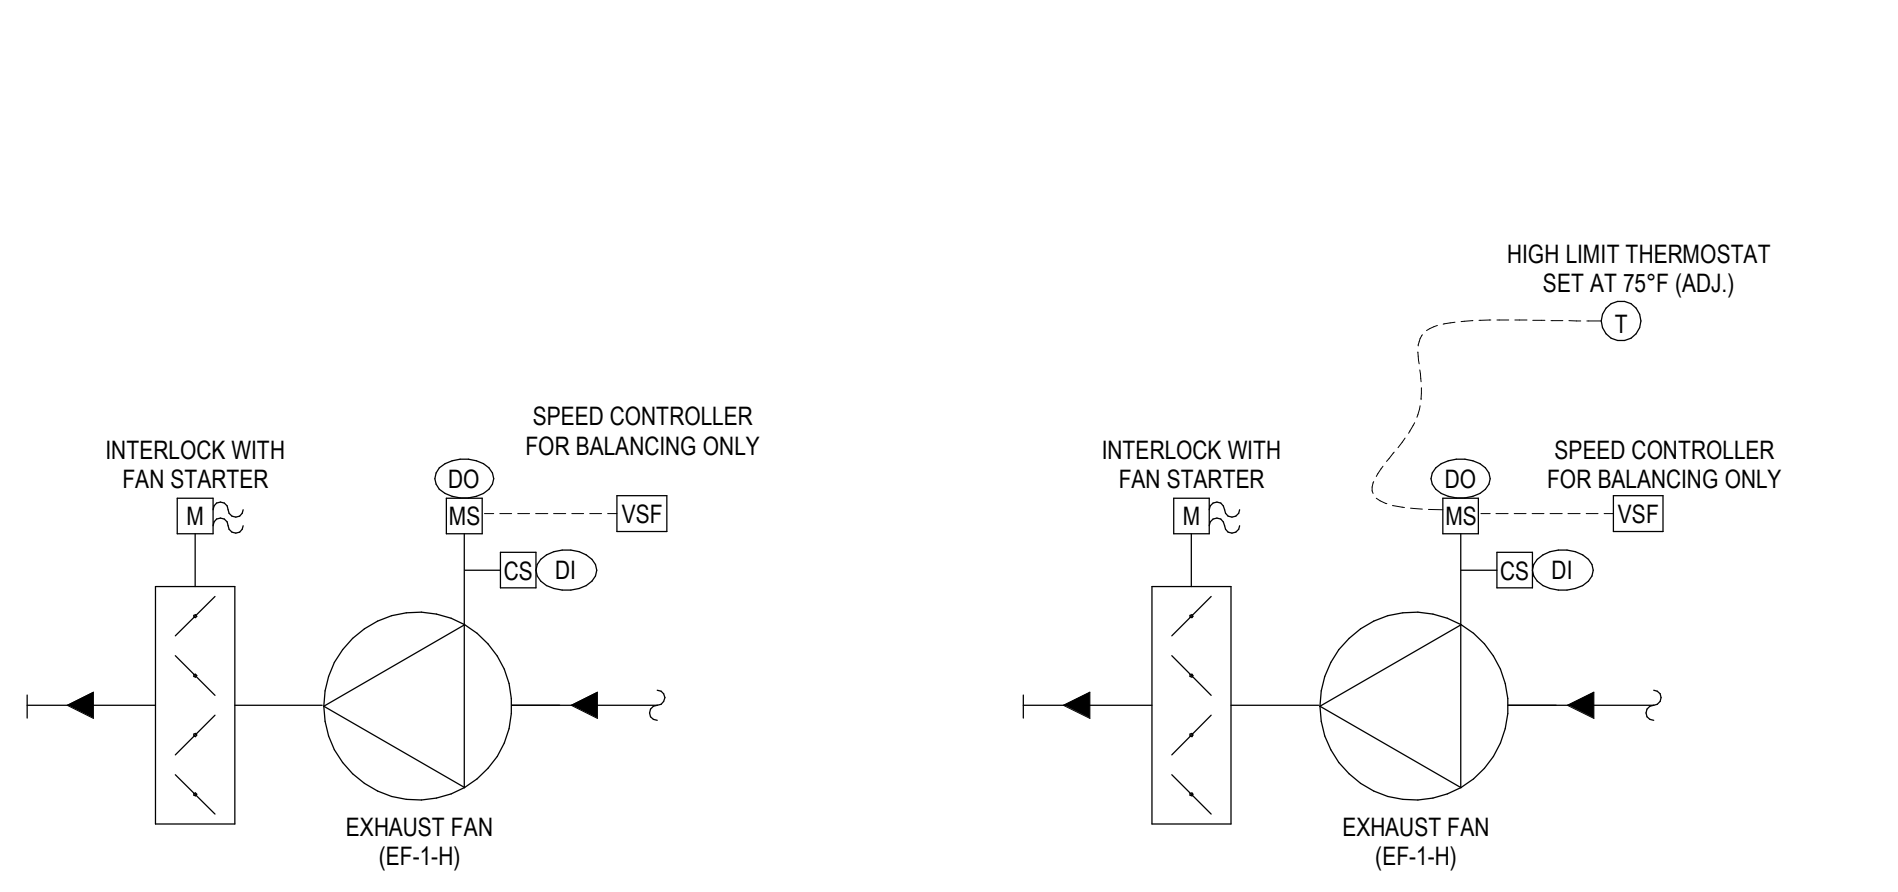 SPEED CONTROLLER
FOR BALANCING ONLY
INTERLOCK WITH
FAN STARTER
DO
M
MS
VSF
CS
DI
EXHAUST FAN
(EF-1-H)
HIGH LIMIT THERMOSTAT
SET AT 75°F (ADJ.)
T
INTERLOCK WITH
FAN STARTER
SPEED CONTROLLER
FOR BALANCING ONLY
DO
M
MS
VSF
CS
DI
EXHAUST FAN
(EF-1-H)